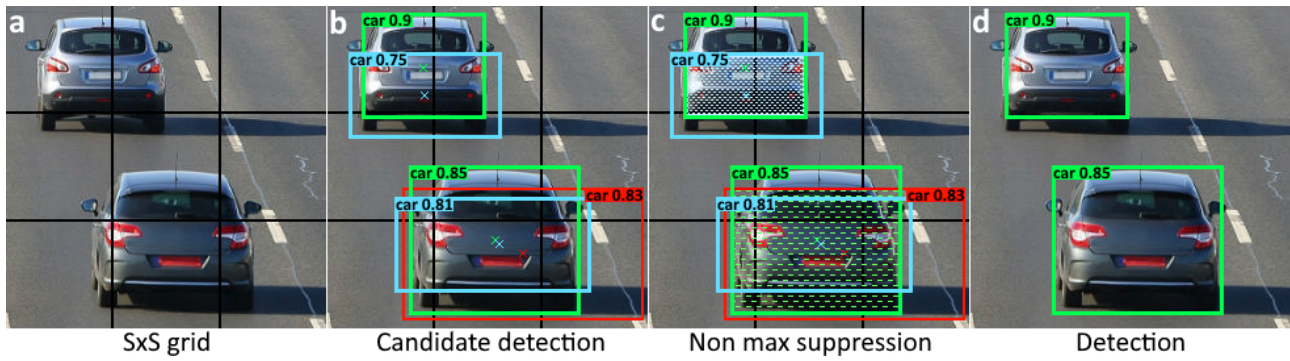 a
b
c
d
car 0.9
car 0.9
car 0.9
car 0.75
car 0.75
car 0.85
car 0.85
car 0.85
car 0.83
car 0.83
car 0.81
car 0.81
SxS grid
Candidate detection
Non max suppression
Detection